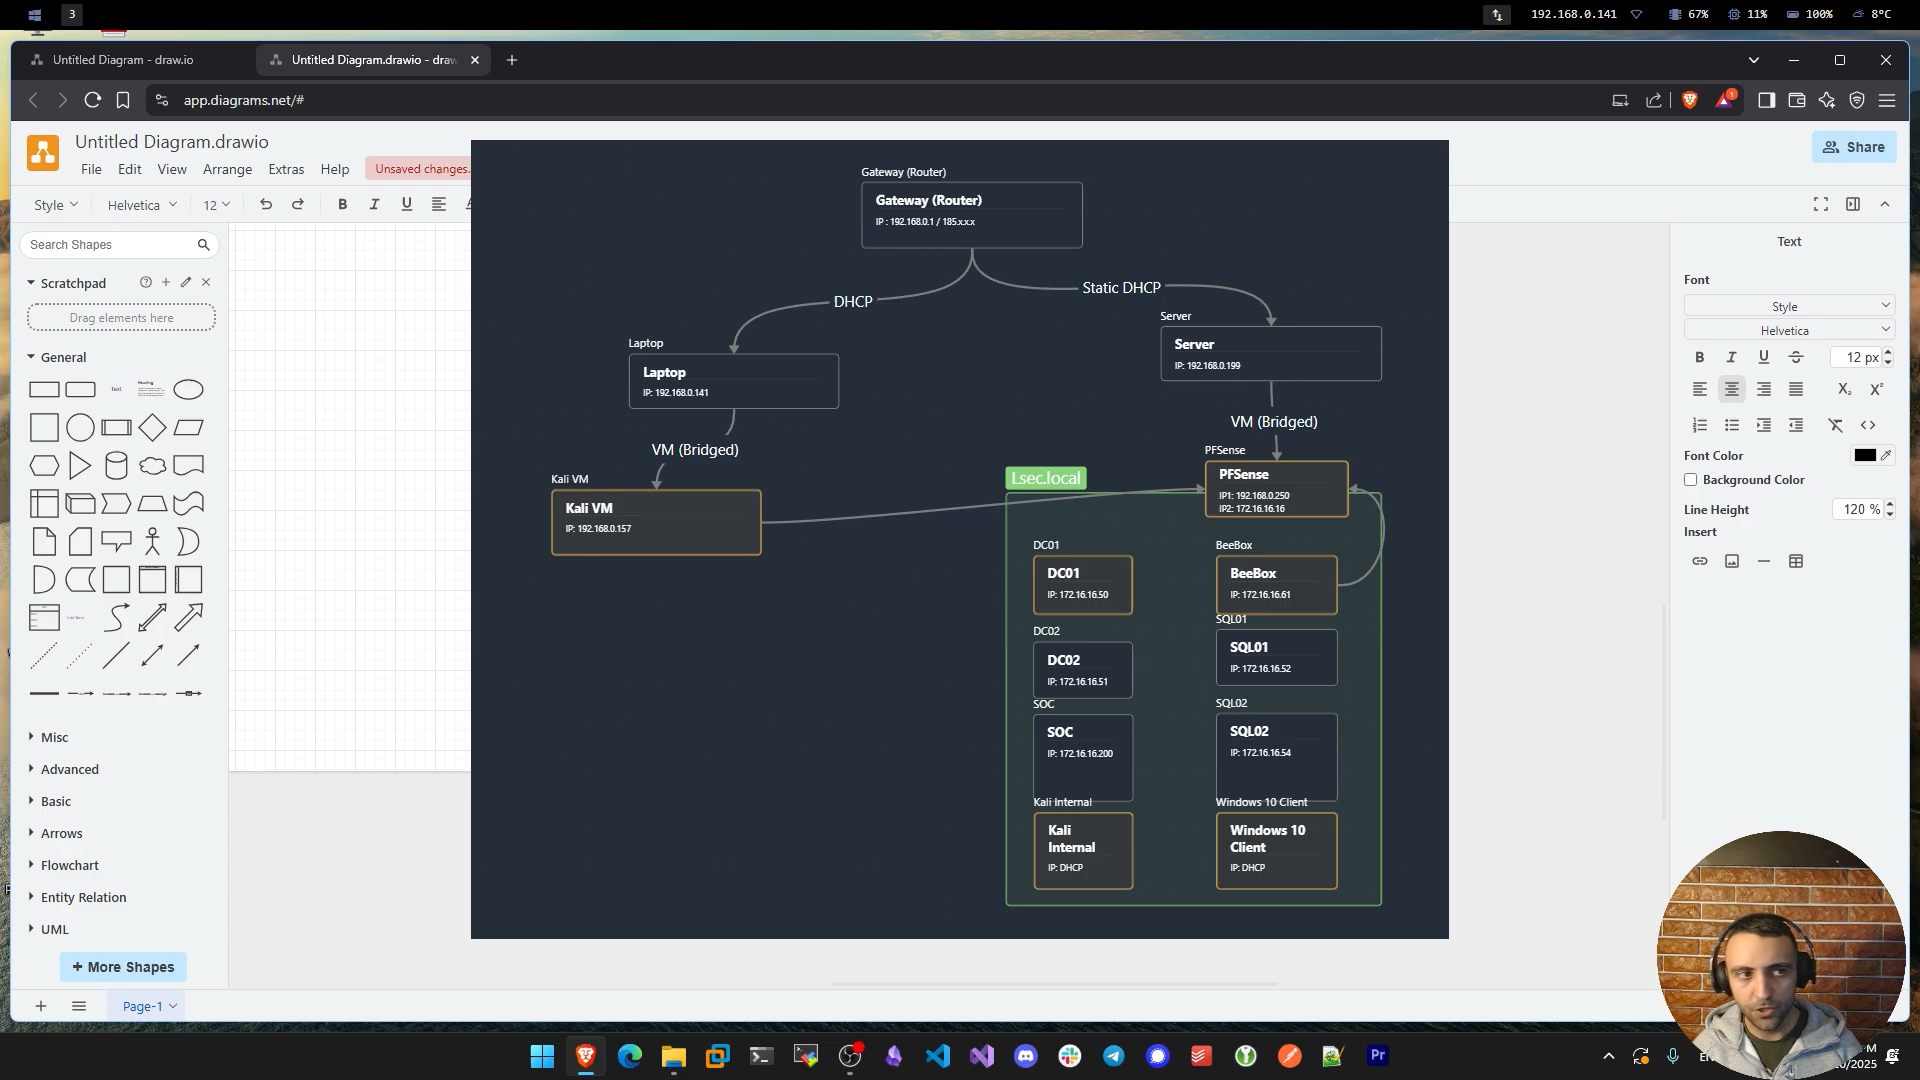 3
192.168.0.141
67%
11%
100%
8°C
Untitled Diagram - draw.io
Untitled Diagram.drawio - draw
app.diagrams.net/#
1
Untitled Diagram.drawio
File Edit View Arrange Extras Help
Unsaved changes.
Share
Style
Helvetica
12
Search Shapes
Scratchpad
Drag elements here
General
Text
Heading
Misc
Advanced
Basic
Arrows
Flowchart
Entity Relation
UML
+ More Shapes
Page-1
Gateway (Router)
Gateway (Router)
IP : 192.168.0.1 / 185.x.x.x
DHCP
Static DHCP
Laptop
Laptop
IP: 192.168.0.141
Server
Server
IP: 192.168.0.199
VM (Bridged)
VM (Bridged)
Kali VM
Kali VM
IP: 192.168.0.157
PFSense
PFSense
IP1: 192.168.0.250
IP2: 172.16.16.16
Lsec.local
DC01
DC01
IP: 172.16.16.50
BeeBox
BeeBox
IP: 172.16.16.61
DC02
DC02
IP: 172.16.16.51
SQL01
SQL01
IP: 172.16.16.52
SOC
SOC
IP: 172.16.16.200
SQL02
SQL02
IP: 172.16.16.54
Kali Internal
Kali
Internal
IP: DHCP
Windows 10 Client
Windows 10
Client
IP: DHCP
Text
Font
Style
Helvetica
B I U S
12 px
Font Color
Background Color
Line Height
120 %
Insert
Pr